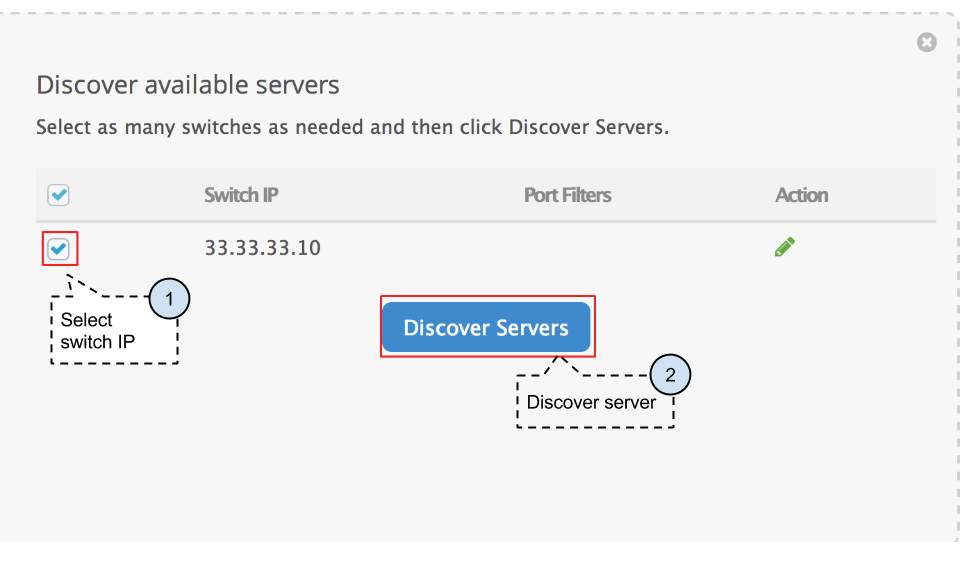 Discover available servers
Select as many switches as needed and then click Discover Servers.
Switch IP Port Filters Action
33.33.33.10
1
Select
switch IP
Discover Servers
2
Discover server